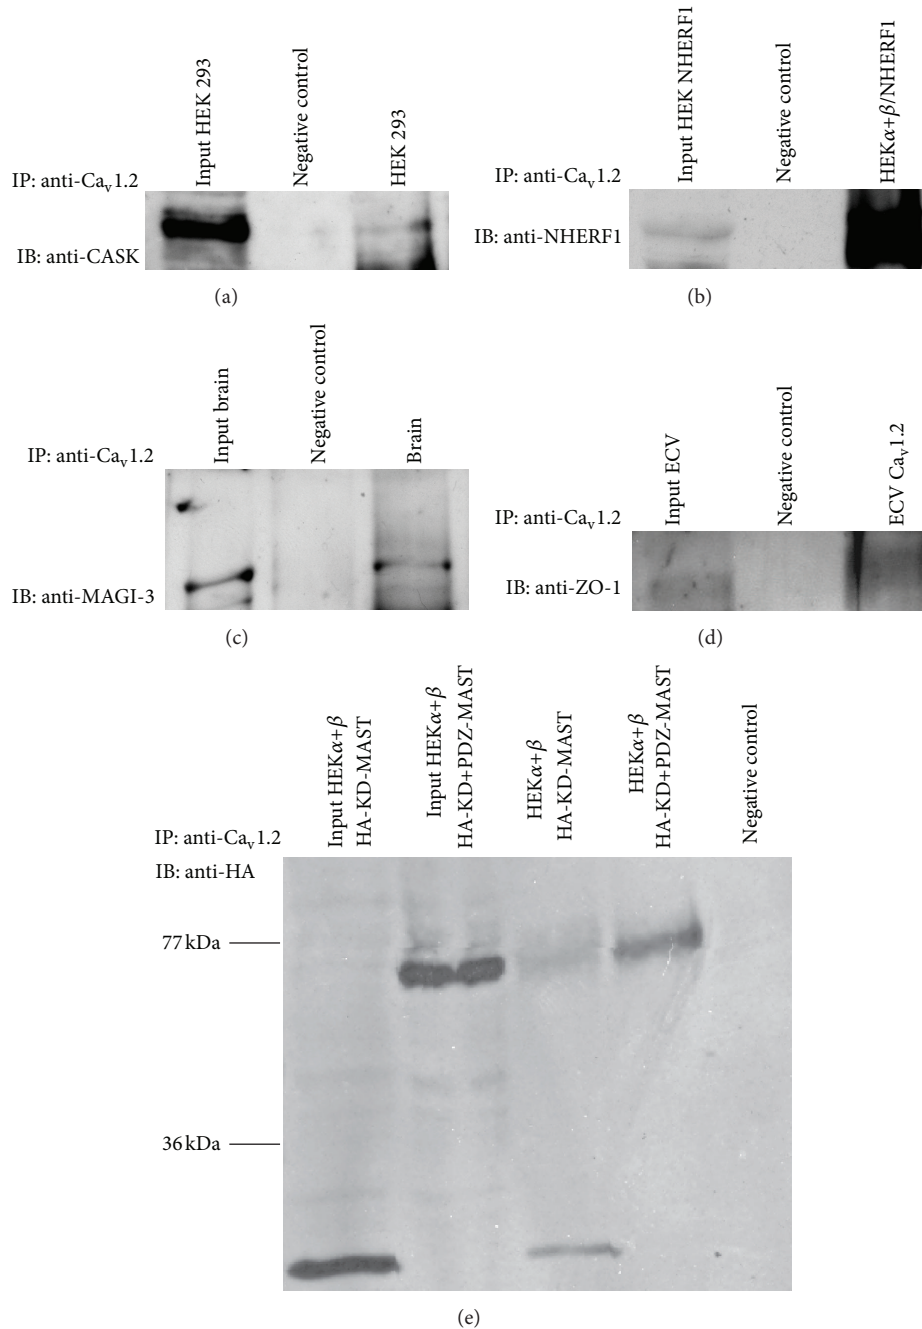 Input HEK 293
Negative control
HEK 293
IP: anti-Cav1.2
IB: anti-CASK
(a)
Input HEK NHERF1
Negative control
HEKα+β/NHERF1
IP: anti-Cav1.2
IB: anti-NHERF1
(b)
Input brain
Negative control
Brain
IP: anti-Cav1.2
IB: anti-MAGI-3
(c)
Input ECV
Negative control
ECV Cav1.2
IP: anti-Cav1.2
IB: anti-ZO-1
(d)
Input HEKα+β
HA-KD-MAST
Input HEKα+β
HA-KD+PDZ-MAST
HEKα+β
HA-KD-MAST
HEKα+β
HA-KD+PDZ-MAST
Negative control
IP: anti-Cav1.2
IB: anti-HA
77 kDa
36 kDa
(e)